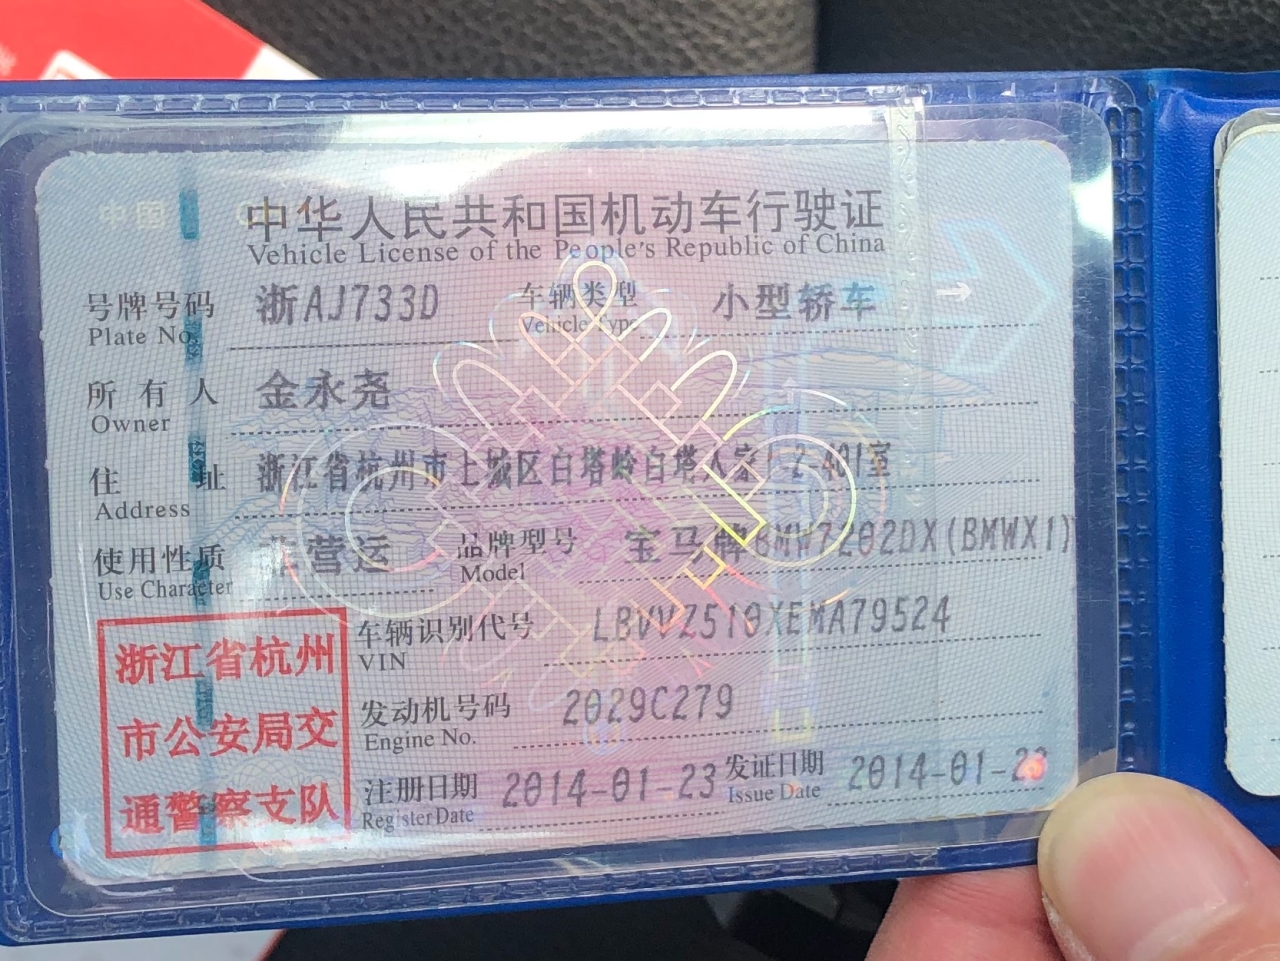 中华人民共和国机动车行驶证
Vehicle License of the People's Republic of China
号牌号码 浙AJ733D 车辆类型 小型轿车
Plate No. Vehicle Type
所有人 金永尧
Owner
住址 浙江省杭州市上城区白塔岭白塔人家1-2-401室
Address
使用性质 非营运 品牌型号 宝马牌BMW7202DX(BMWX1)
Use Character Model
车辆识别代号 LBVVZ510XEMA79524
VIN
发动机号码 2029C279
Engine No.
注册日期 2014-01-23 发证日期 2014-01-23
Register Date Issue Date
浙江省杭州
市公安局交
通警察支队